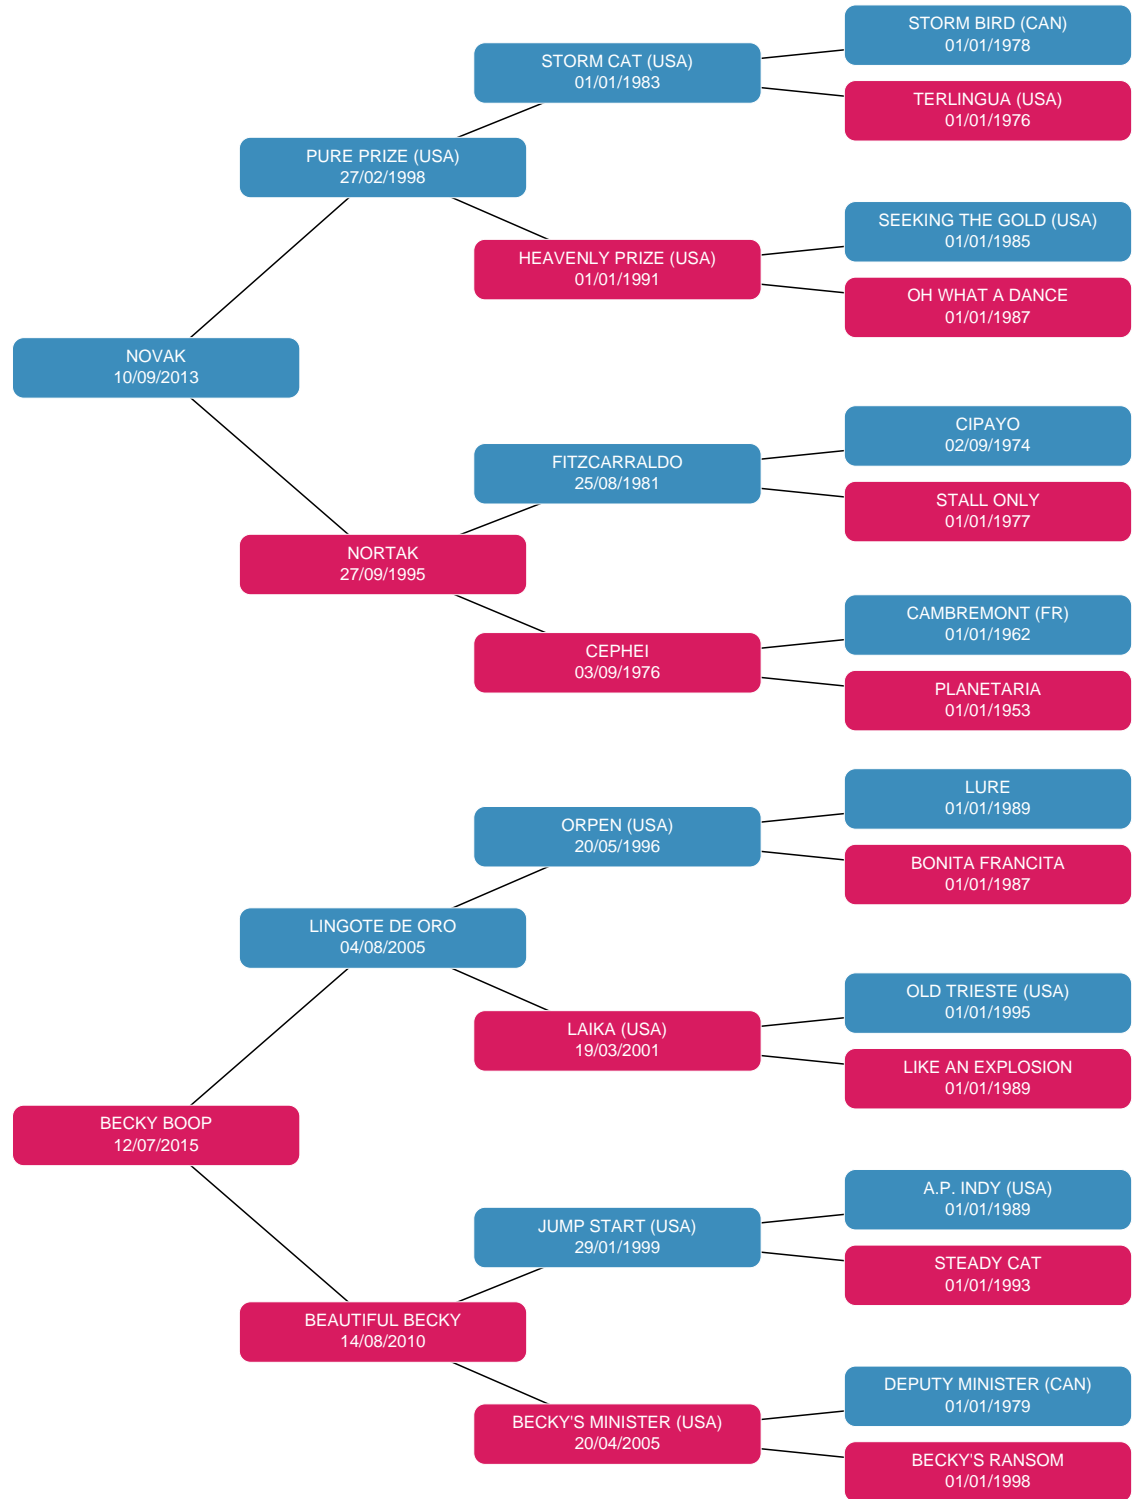 STORM BIRD (CAN)
01/01/1978
STORM CAT (USA)
01/01/1983
TERLINGUA (USA)
01/01/1976
PURE PRIZE (USA)
27/02/1998
SEEKING THE GOLD (USA)
01/01/1985
HEAVENLY PRIZE (USA)
01/01/1991
OH WHAT A DANCE
01/01/1987
NOVAK
10/09/2013
CIPAYO
02/09/1974
FITZCARRALDO
25/08/1981
STALL ONLY
01/01/1977
NORTAK
27/09/1995
CAMBREMONT (FR)
01/01/1962
CEPHEI
03/09/1976
PLANETARIA
01/01/1953
LURE
01/01/1989
ORPEN (USA)
20/05/1996
BONITA FRANCITA
01/01/1987
LINGOTE DE ORO
04/08/2005
OLD TRIESTE (USA)
01/01/1995
LAIKA (USA)
19/03/2001
LIKE AN EXPLOSION
01/01/1989
BECKY BOOP
12/07/2015
A.P. INDY (USA)
01/01/1989
JUMP START (USA)
29/01/1999
STEADY CAT
01/01/1993
BEAUTIFUL BECKY
14/08/2010
DEPUTY MINISTER (CAN)
01/01/1979
BECKY'S MINISTER (USA)
20/04/2005
BECKY'S RANSOM
01/01/1998